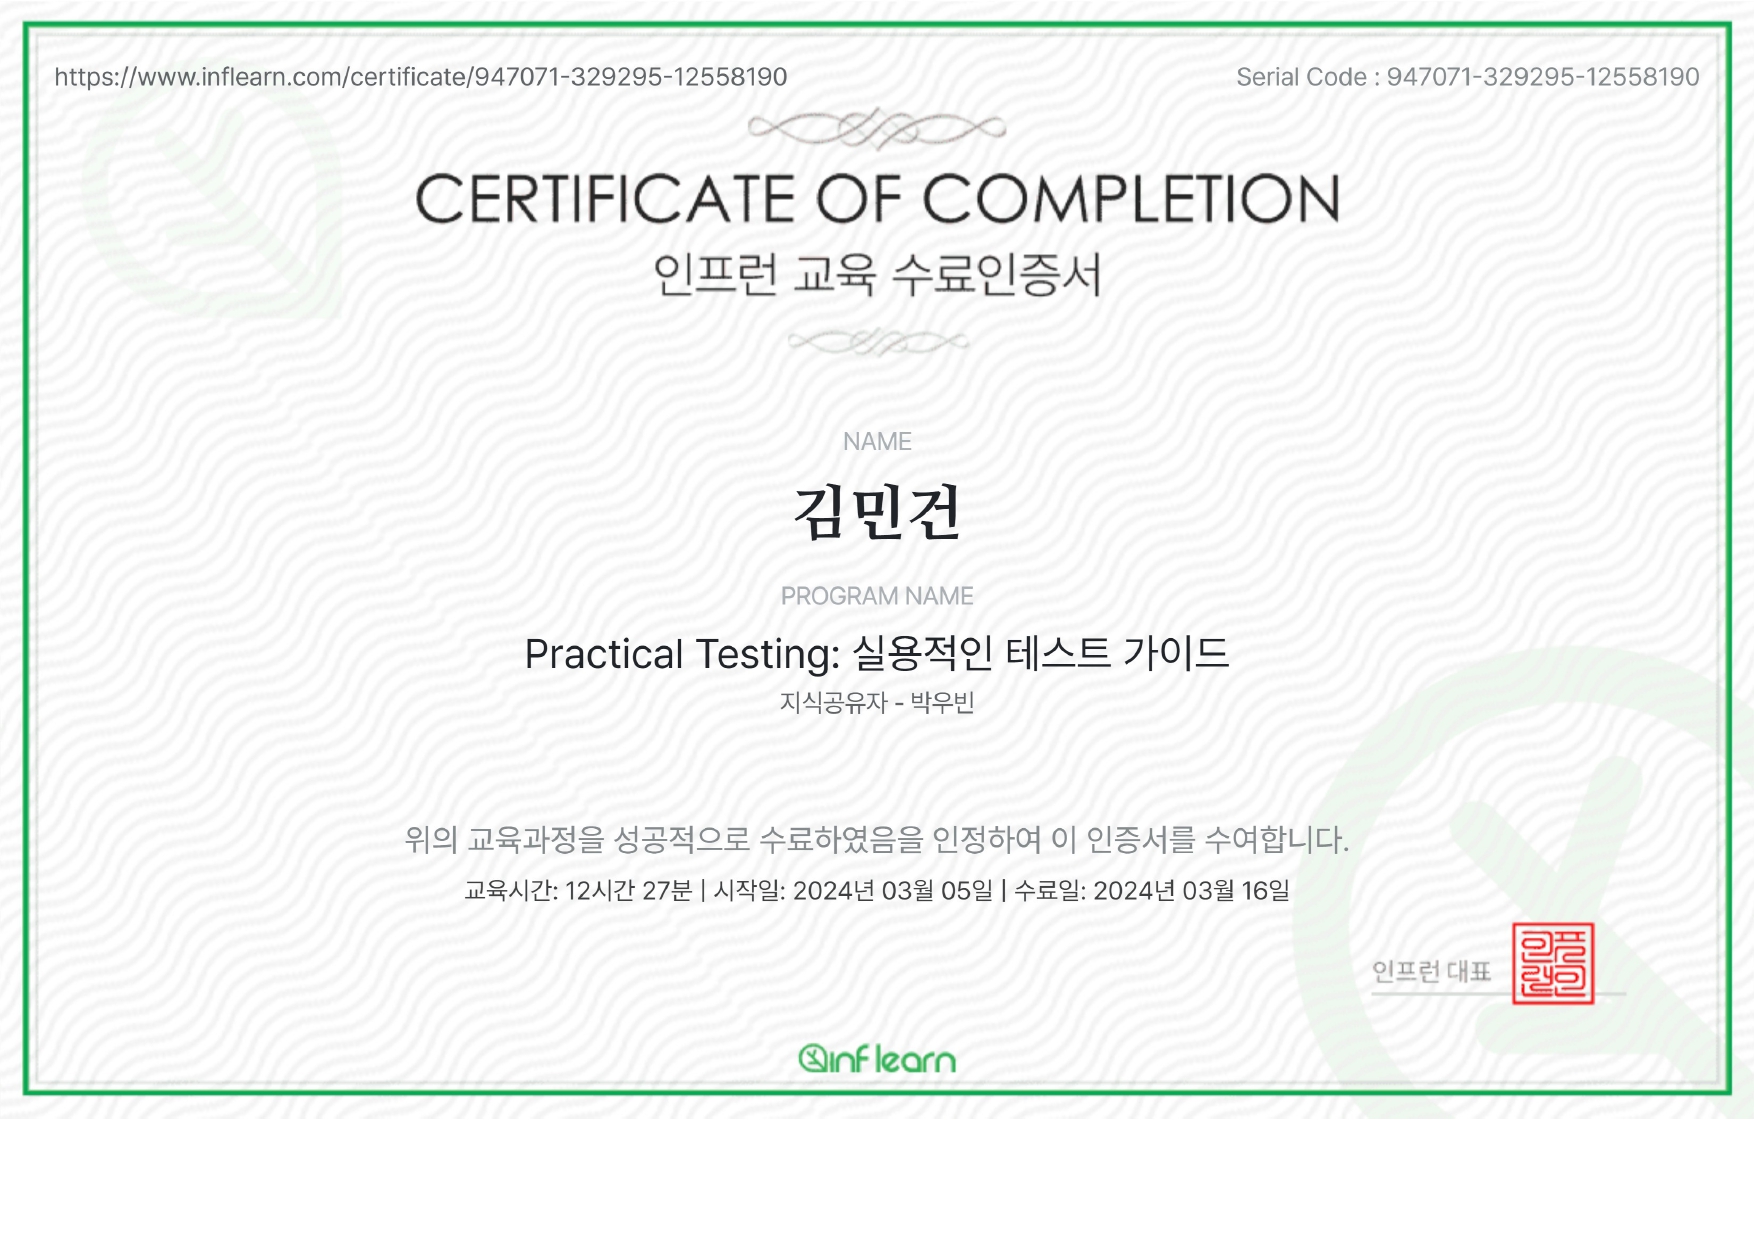 https://www.inflearn.com/certificate/947071-329295-12558190
Serial Code : 947071-329295-12558190
CERTIFICATE OF COMPLETION
인프런 교육 수료인증서
NAME
김민건
PROGRAM NAME
Practical Testing: 실용적인 테스트 가이드
지식공유자 - 박우빈
위의 교육과정을 성공적으로 수료하였음을 인정하여 이 인증서를 수여합니다.
교육시간: 12시간 27분 | 시작일: 2024년 03월 05일 | 수료일: 2024년 03월 16일
인프런 대표
inflearn